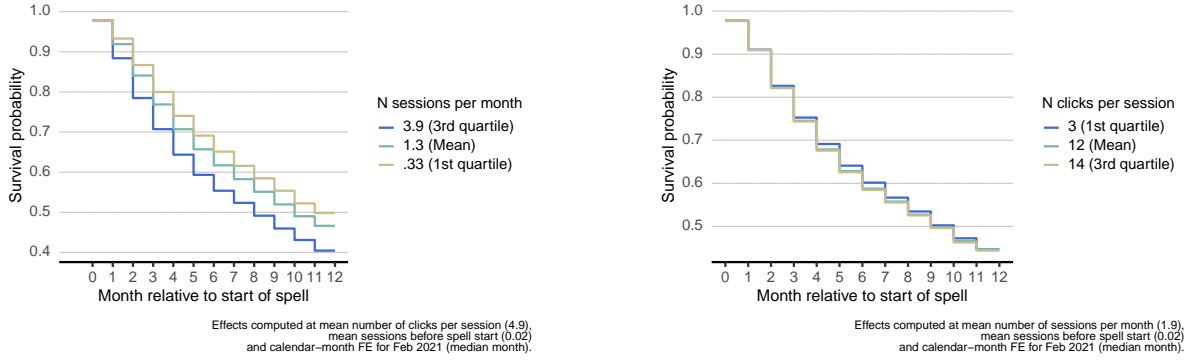 1.0
0.9
0.8
0.7
0.6
0.5
0.4
Survival probability
0 1 2 3 4 5 6 7 8 9 10 11 12
Month relative to start of spell
N sessions per month
3.9 (3rd quartile)
1.3 (Mean)
.33 (1st quartile)
Effects computed at mean number of clicks per session (4.9),
mean sessions before spell start (0.02)
and calendar−month FE for Feb 2021 (median month).
1.0
0.9
0.8
0.7
0.6
0.5
Survival probability
0 1 2 3 4 5 6 7 8 9 10 11 12
Month relative to start of spell
N clicks per session
3 (1st quartile)
12 (Mean)
14 (3rd quartile)
Effects computed at mean number of sessions per month (1.9),
mean sessions before spell start (0.02)
and calendar−month FE for Feb 2021 (median month).